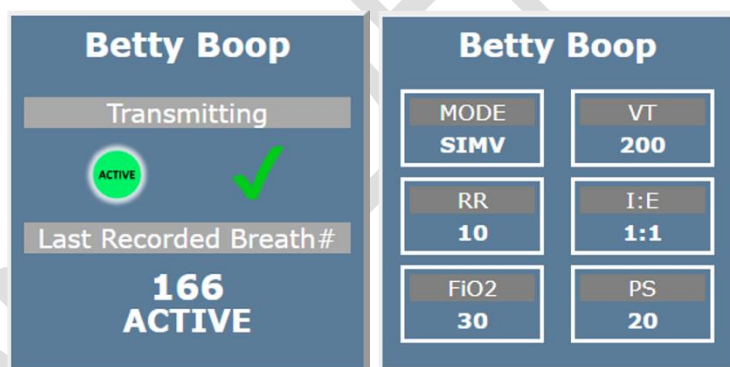 Betty Boop
Transmitting
ACTIVE
Last Recorded Breath#
166
ACTIVE
Betty Boop
MODE
SIMV
VT
200
RR
10
I:E
1:1
FiO2
30
PS
20